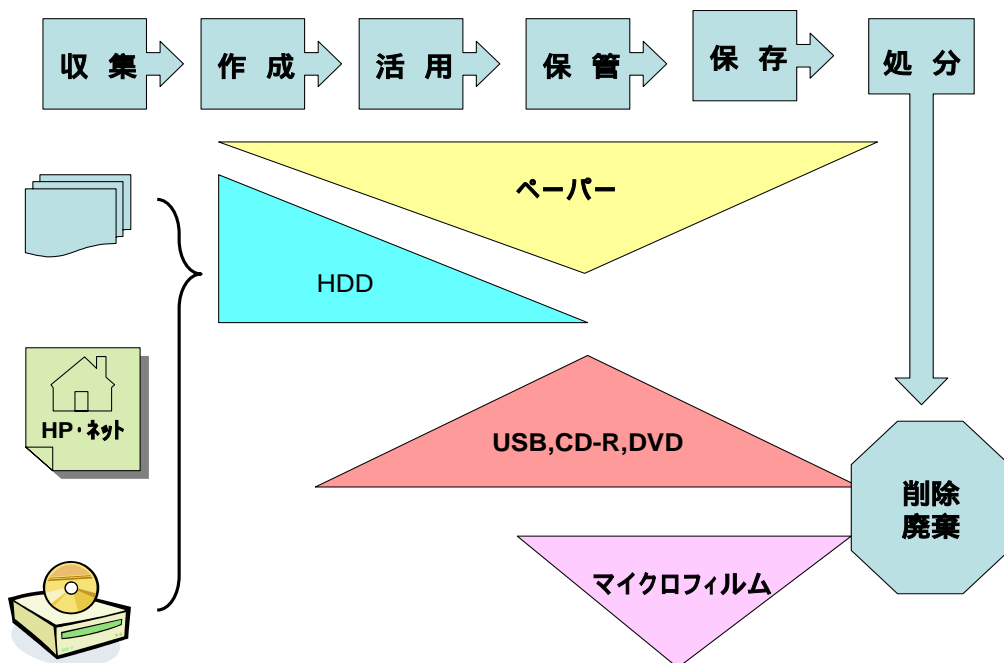 収 集
作 成
活 用
保 管
保 存
処 分
ペーパー
HDD
HP・ネット
USB,CD-R,DVD
削除
廃棄
マイクロフィルム